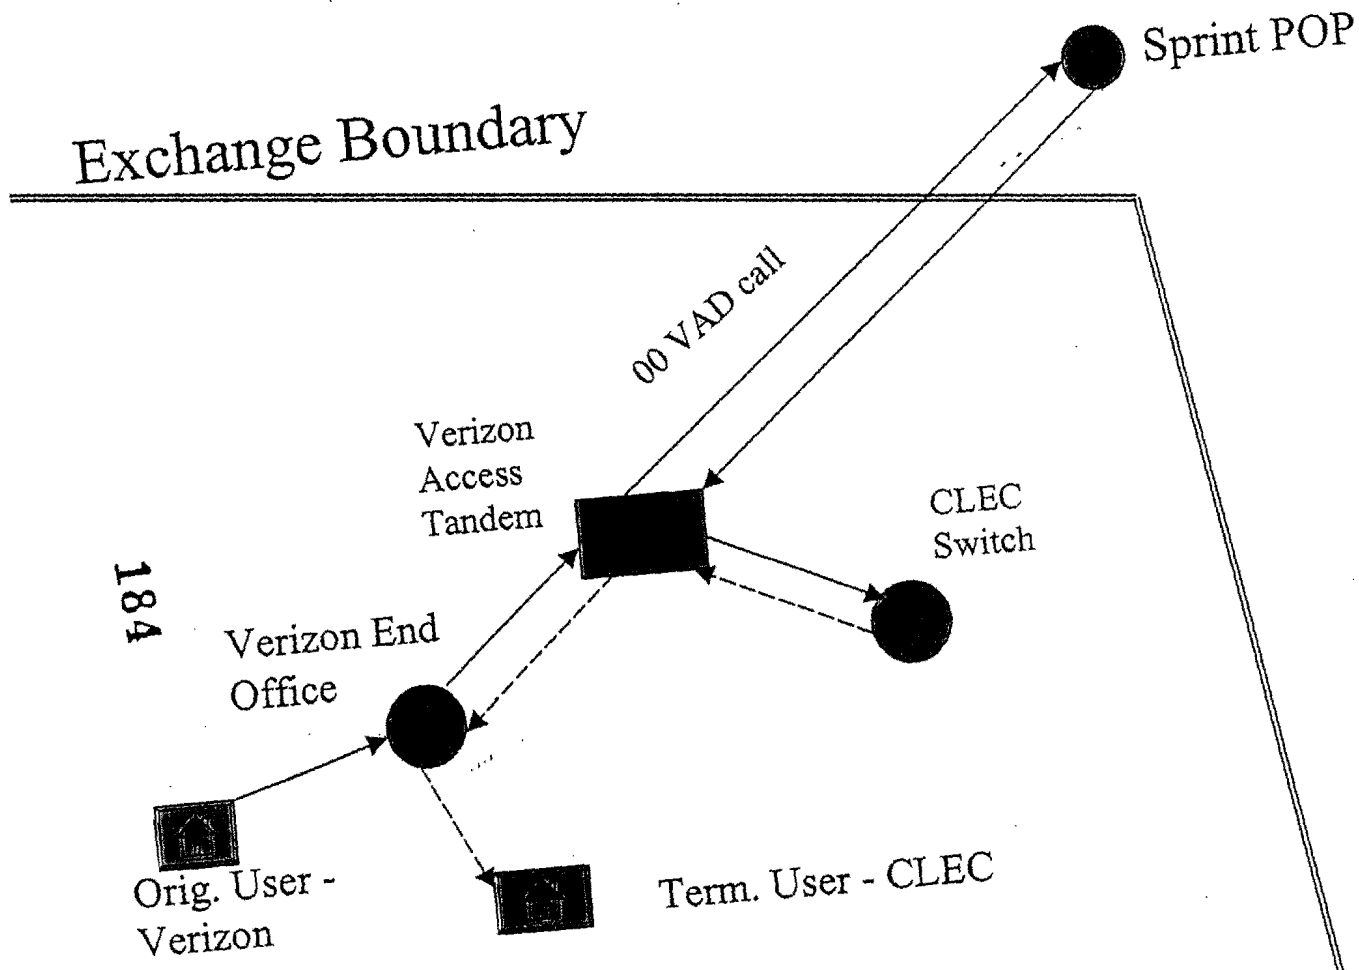 Sprint POP
Exchange Boundary
00 VAD call
Verizon
Access
Tandem
CLEC
Switch
184
Verizon End
Office
Orig. User -
Verizon
Term. User - CLEC